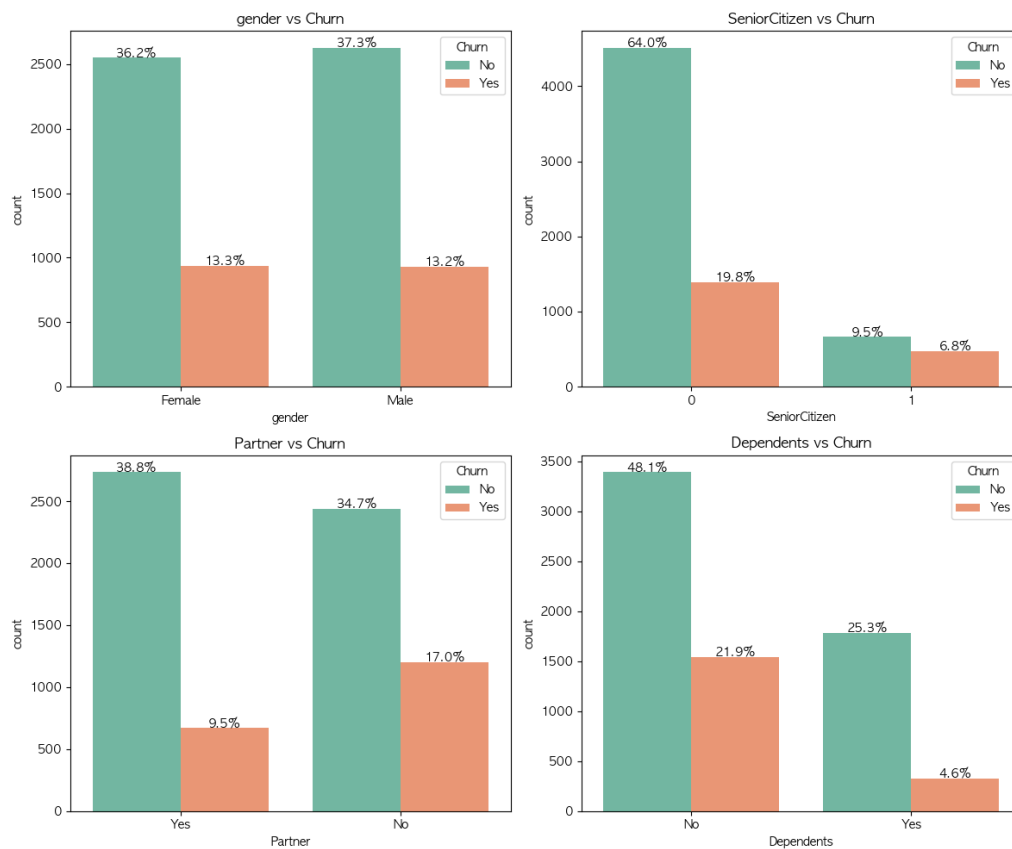 gender vs Churn
Churn
No
Yes
36.2%
13.3%
37.3%
13.2%
count
0
500
1000
1500
2000
2500
Female
Male
gender
SeniorCitizen vs Churn
Churn
No
Yes
64.0%
19.8%
9.5%
6.8%
count
0
1000
2000
3000
4000
0
1
SeniorCitizen
Partner vs Churn
Churn
No
Yes
38.8%
9.5%
34.7%
17.0%
count
0
500
1000
1500
2000
2500
Yes
No
Partner
Dependents vs Churn
Churn
No
Yes
48.1%
21.9%
25.3%
4.6%
count
0
500
1000
1500
2000
2500
3000
3500
No
Yes
Dependents